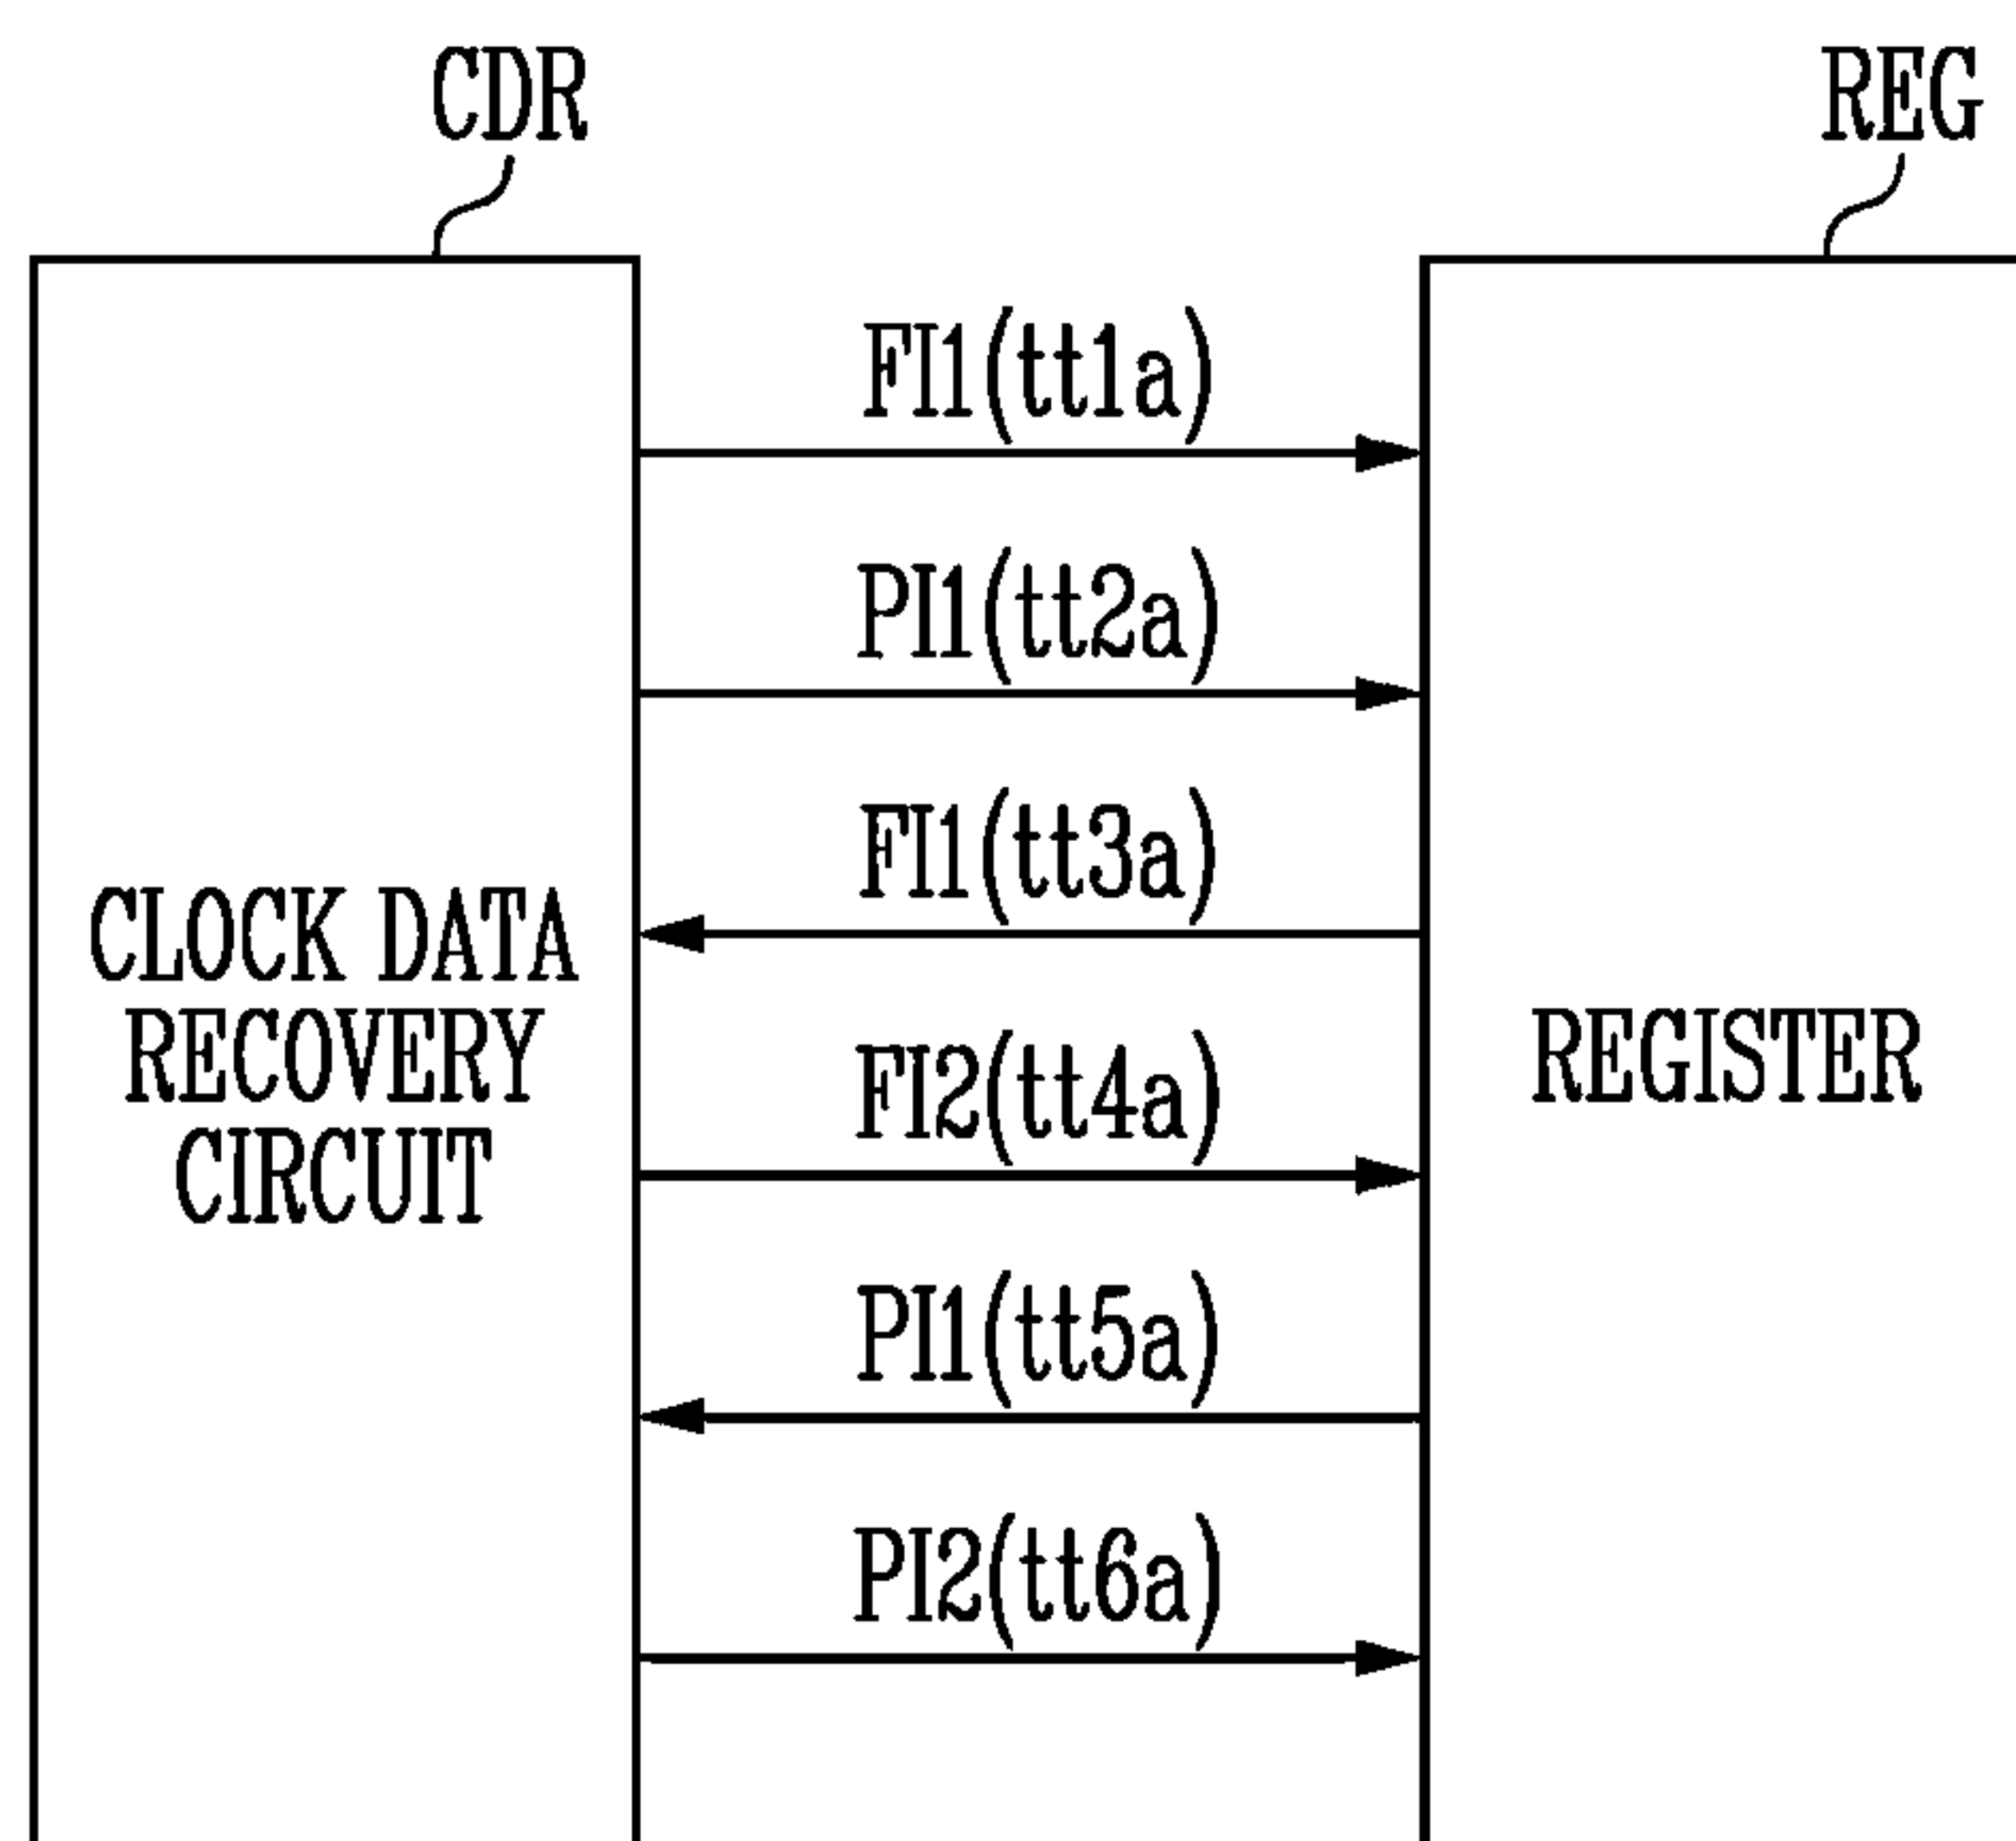 CDR
REG
FI1(tt1a)
PI1(tt2a)
FI1(tt3a)
FI2(tt4a)
PI1(tt5a)
PI2(tt6a)
CLOCK DATA
RECOVERY
CIRCUIT
REGISTER